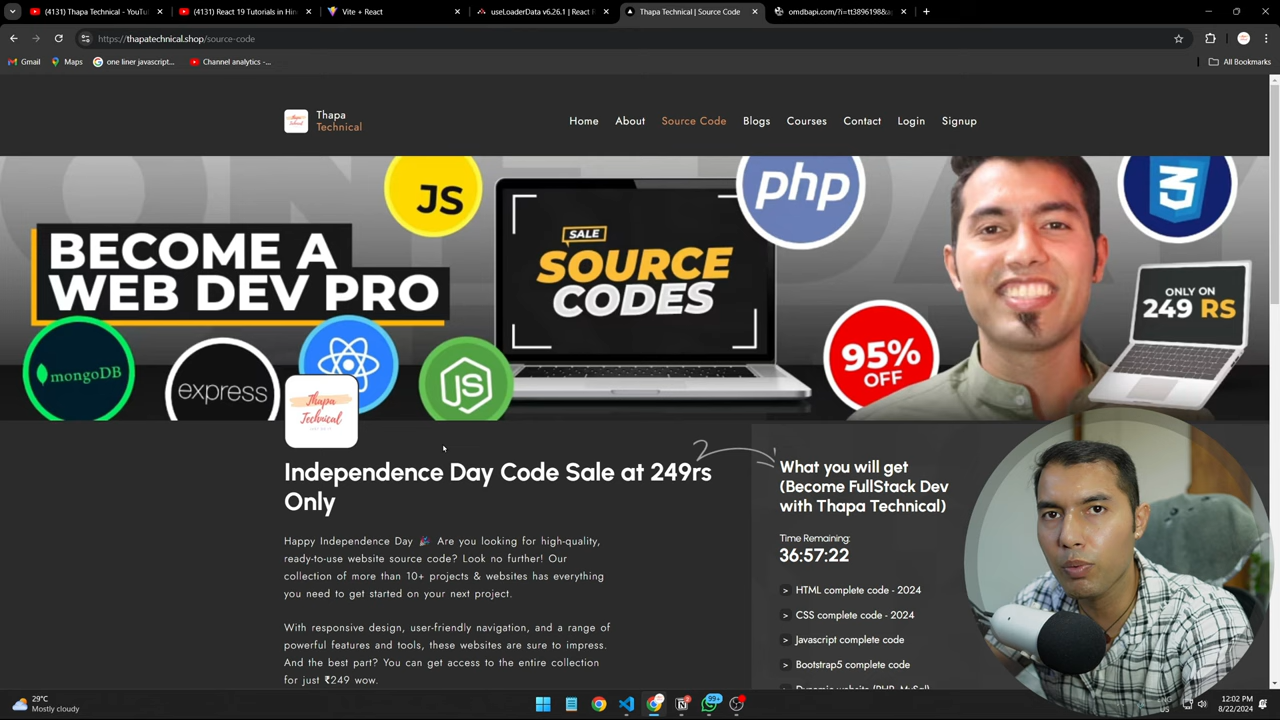 (4131) Thapa Technical - YouTu
(4131) React 19 Tutorials in Hin
Vite + React
useLoaderData v6.26.1 | React R
Thapa Technical | Source Code
omdbapi.com/?i=tt3896198&a
https://thapatechnical.shop/source-code
Gmail
Maps
one liner javascript...
Channel analytics -...
All Bookmarks
Thapa
Technical
Home
About
Source Code
Blogs
Courses
Contact
Login
Signup
BECOME A
WEB DEV PRO
JS
SALE
SOURCE
CODES
php
3
ONLY ON
249 RS
95%
OFF
mongoDB
express
JS
Thapa
Technical
Independence Day Code Sale at 249rs
Only
Happy Independence Day 🎉 Are you looking for high-quality,
ready-to-use website source code? Look no further! Our
collection of more than 10+ projects & websites has everything
you need to get started on your next project.
With responsive design, user-friendly navigation, and a range of
powerful features and tools, these websites are sure to impress.
And the best part? You can get access to the entire collection
for just ₹249 wow.
What you will get
(Become FullStack Dev
with Thapa Technical)
Time Remaining:
36:57:22
> HTML complete code - 2024
> CSS complete code - 2024
> Javascript complete code
> Bootstrap5 complete code
Dynamic website (PHP, MySql)
29°C
Mostly cloudy
99+
ENG
US
12:02 PM
8/22/2024